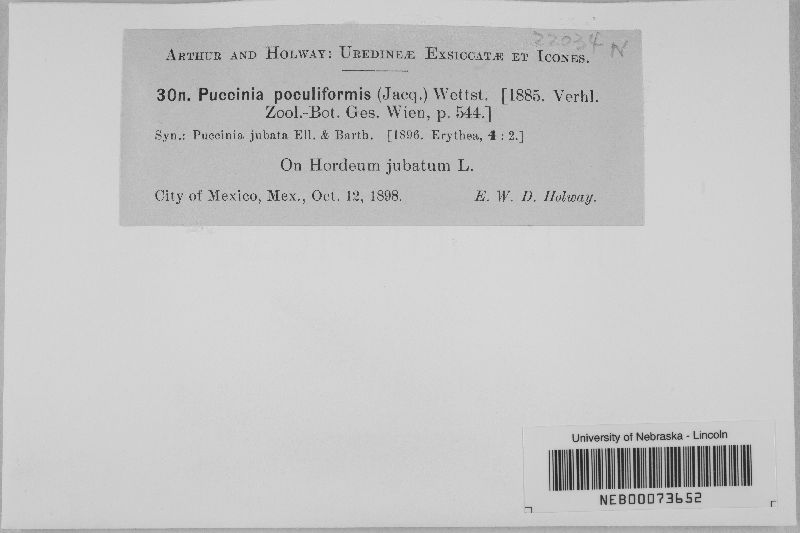 22034 N
ARTHUR AND HOLWAY: UREDINEÆ EXSICCATÆ ET ICONES.
30n. Puccinia poculiformis (Jacq.) Wettst. [1885. Verhl.
Zool.-Bot. Ges. Wien, p. 544.]
Syn.: Puccinia jubata Ell. & Barth. [1896. Erythea, 4 : 2.]
On Hordeum jubatum L.
City of Mexico, Mex., Oct. 12, 1898. E. W. D. Holway.
University of Nebraska - Lincoln
NEB00073652